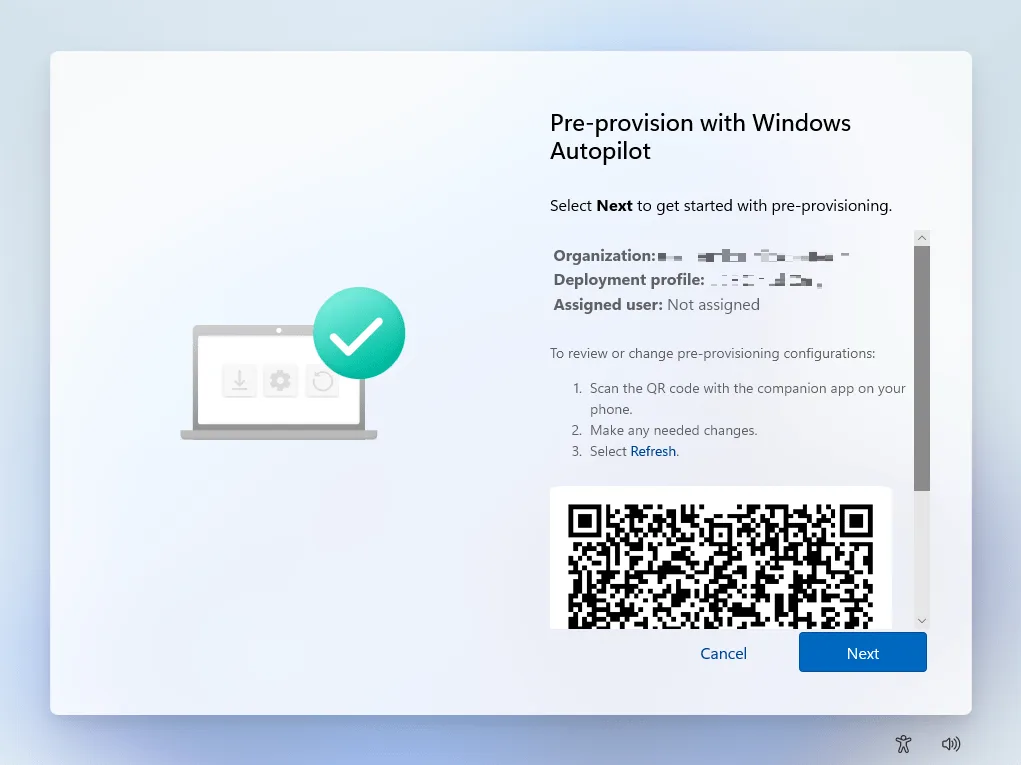 Pre-provision with Windows
Autopilot
Select Next to get started with pre-provisioning.
Organization:
Deployment profile:
Assigned user: Not assigned
To review or change pre-provisioning configurations:
1. Scan the QR code with the companion app on your
phone.
2. Make any needed changes.
3. Select Refresh.
Cancel
Next